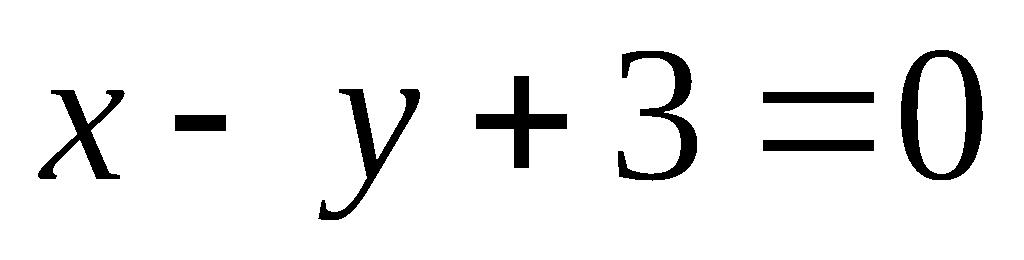 x - y + 3 = 0